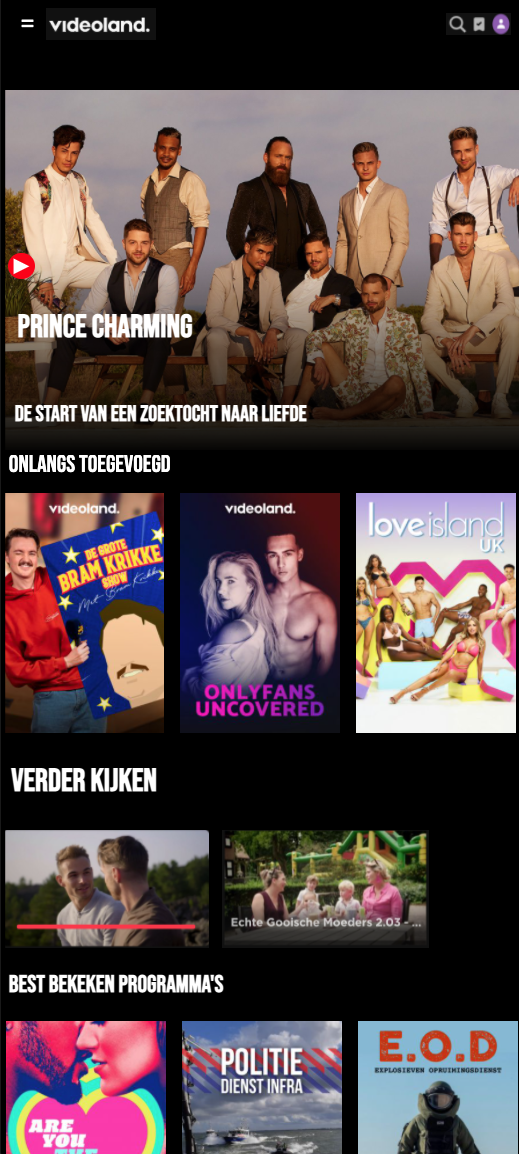 videoland.
PRINCE CHARMING
DE START VAN EEN ZOEKTOCHT NAAR LIEFDE
ONLANGS TOEGEVOEGD
videoland.
DE GROTE
BRAM KRIKKE
SHOW
Met Bram Krikke
videoland.
ONLYFANS
UNCOVERED
love island
UK
VERDER KIJKEN
Echte Gooische Moeders 2.03 - ...
BEST BEKEKEN PROGRAMMA'S
ARE
YOU
THE
POLITIE
DIENST INFRA
E.O.D
EXPLOSIEVEN OPRUIMINGSDIENST